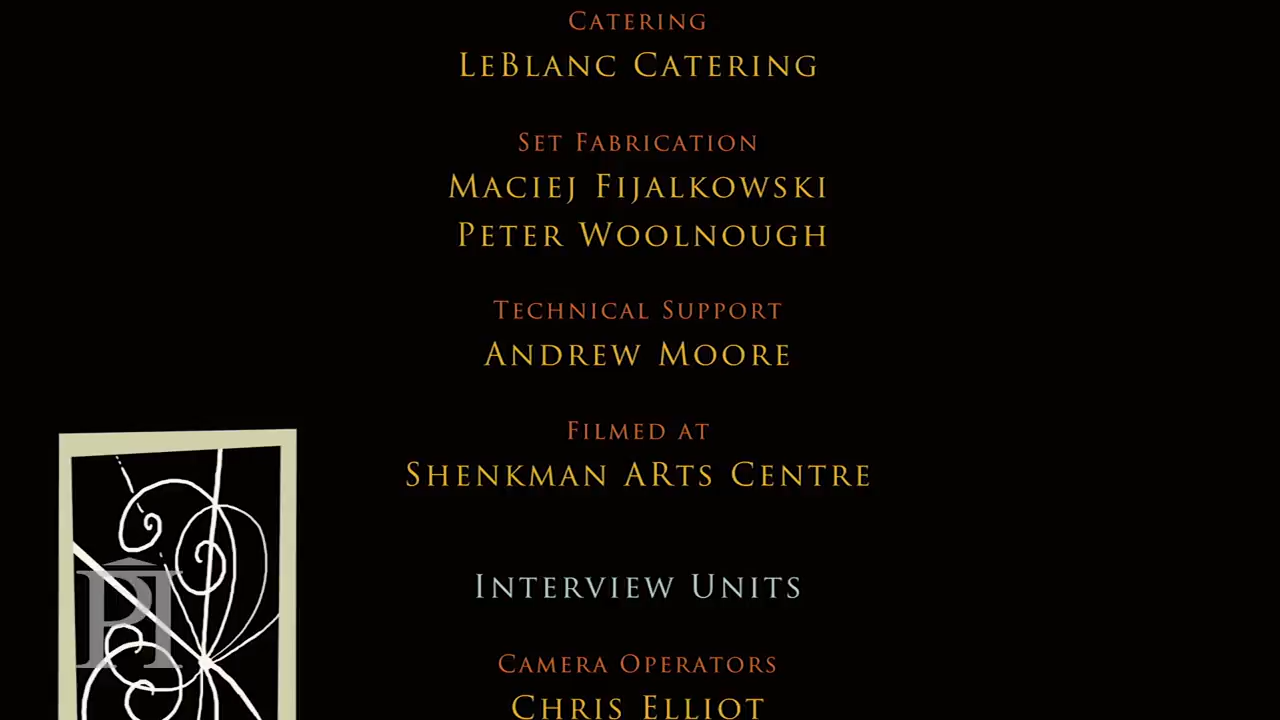 Catering
LeBlanc Catering
Set Fabrication
Maciej Fijalkowski
Peter Woolnough
Technical Support
Andrew Moore
Filmed at
Shenkman ARts Centre
Interview Units
Camera Operators
Chris Elliot
PI